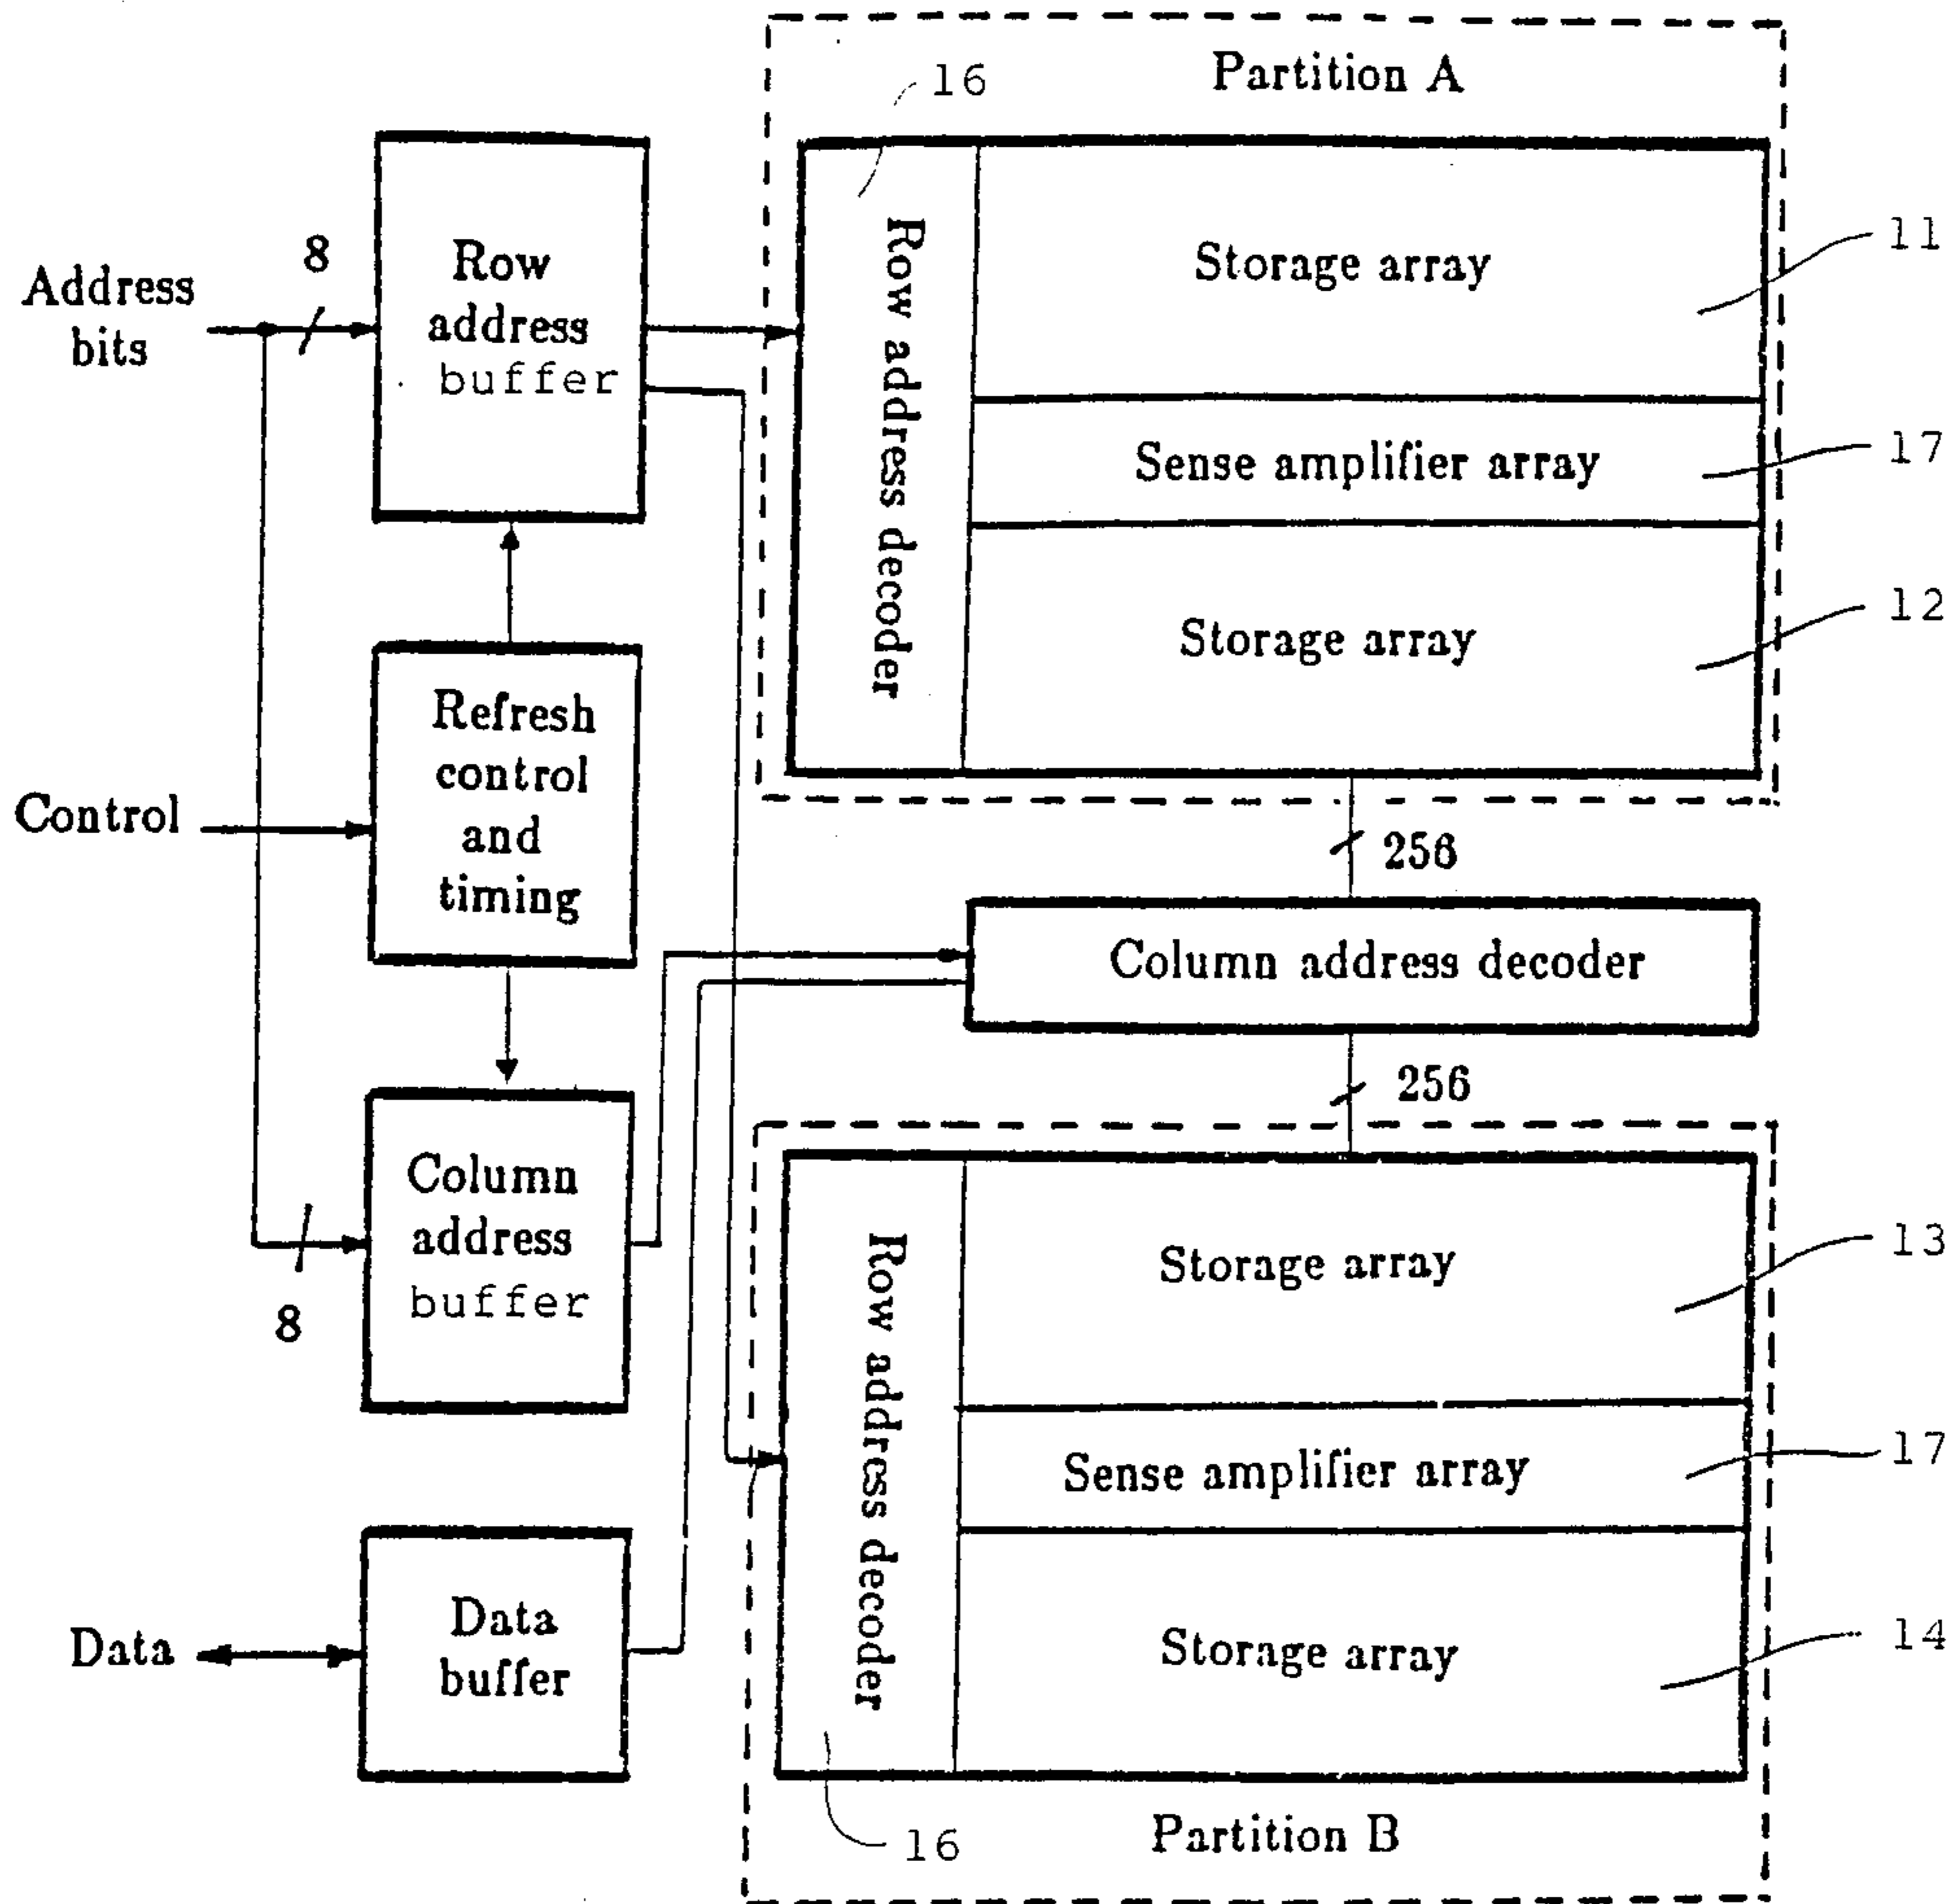 Partition A
16
Row
address
buffer
8
Address
bits
Row address decoder
Storage array
11
Sense amplifier array
17
Storage array
12
Refresh
control
and
timing
Control
256
Column address decoder
256
Column
address
buffer
8
Row address decoder
Storage array
13
Sense amplifier array
17
Storage array
14
Data
Data
buffer
16
Partition B